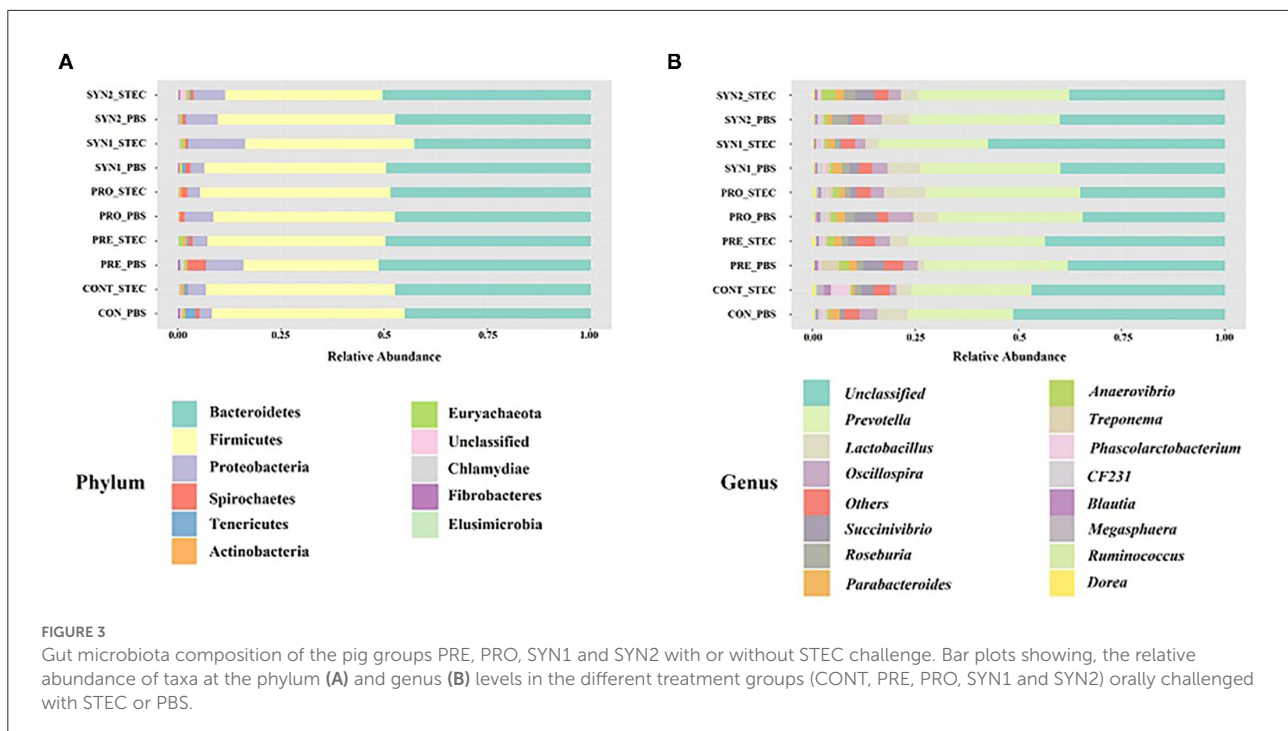 A
SYN2_STEC
SYN2_PBS
SYN1_STEC
SYN1_PBS
PRO_STEC
PRO_PBS
PRE_STEC
PRE_PBS
CONT_STEC
CON_PBS
0.00 0.25 0.5 0.75 1.00
Relative Abundance
Phylum
Bacteroidetes
Firmicutes
Proteobacteria
Spirochaetes
Tenericutes
Actinobacteria
Euryachaeota
Unclassified
Chlamydiae
Fibrobacteres
Elusimicrobia
B
SYN2_STEC
SYN2_PBS
SYN1_STEC
SYN1_PBS
PRO_STEC
PRO_PBS
PRE_STEC
PRE_PBS
CONT_STEC
CON_PBS
0.00 0.25 0.5 0.75 1.00
Relative Abundance
Genus
Unclassified
Prevotella
Lactobacillus
Oscillospira
Others
Succinivibrio
Roseburia
Parabacteroides
Anaerovibrio
Treponema
Phascolarctobacterium
CF231
Blautia
Megasphaera
Ruminococcus
Dorea
FIGURE 3
Gut microbiota composition of the pig groups PRE, PRO, SYN1 and SYN2 with or without STEC challenge. Bar plots showing, the relative
abundance of taxa at the phylum (A) and genus (B) levels in the different treatment groups (CONT, PRE, PRO, SYN1 and SYN2) orally challenged
with STEC or PBS.